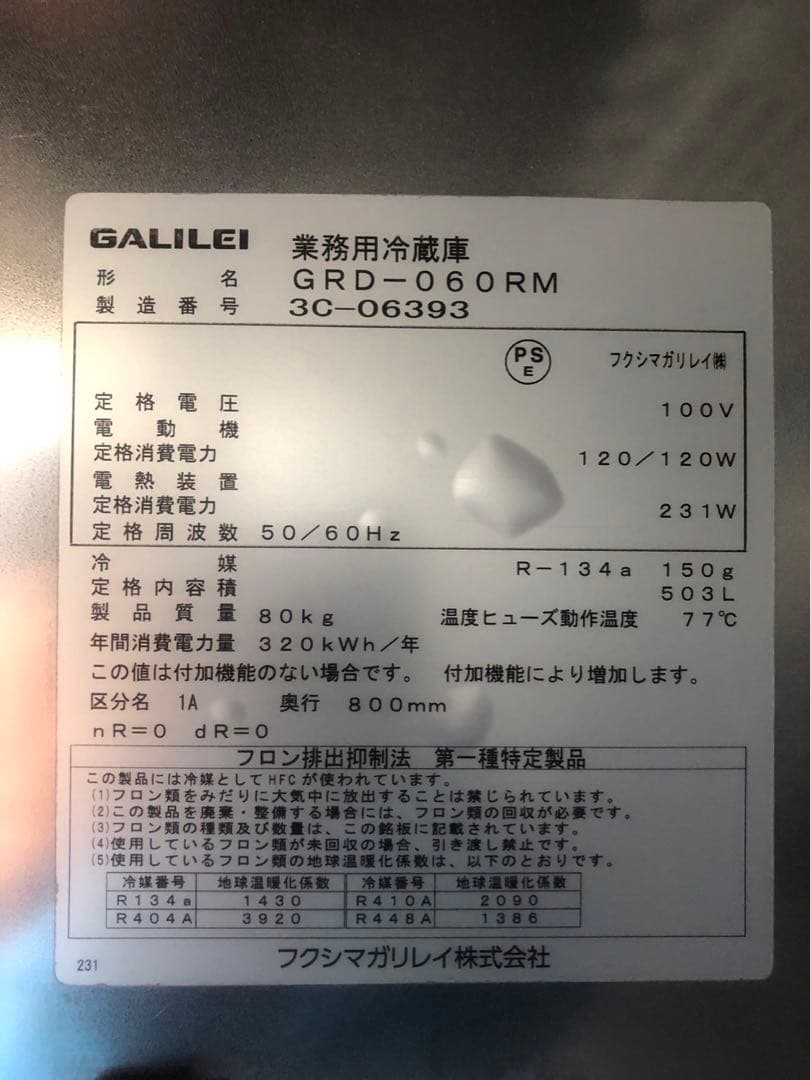 GALILEI 業務用冷蔵庫
形名 GRD-060RM
製造番号 3C-06393
PS
E フクシマガリレイ㈱
定格電圧 100V
電動機
定格消費電力 120/120W
電熱装置
定格消費電力 231W
定格周波数 50/60Hz
冷媒 R-134a 150g
定格内容積 503L
製品質量 80kg 温度ヒューズ動作温度 77℃
年間消費電力量 320kWh/年
この値は付加機能のない場合です。 付加機能により増加します。
区分名 1A 奥行 800mm
nR=0 dR=0
フロン排出抑制法 第一種特定製品
この製品には冷媒としてHFCが使われています。
(1)フロン類をみだりに大気中に放出することは禁じられています。
(2)この製品を廃棄・整備する場合には、フロン類の回収が必要です。
(3)フロン類の種類及び数量は、この銘板に記載されています。
(4)使用しているフロン類が未回収の場合、引き渡し禁止です。
(5)使用しているフロン類の地球温暖化係数は、以下のとおりです。
冷媒番号 地球温暖化係数 冷媒番号 地球温暖化係数
R134a 1430 R410A 2090
R404A 3920 R448A 1386
231 フクシマガリレイ株式会社